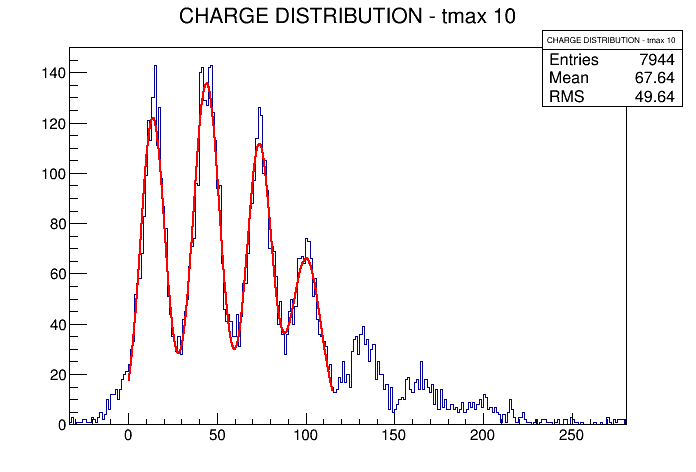 CHARGE DISTRIBUTION - tmax 10
CHARGE DISTRIBUTION - tmax 10
Entries 7944
Mean 67.64
RMS 49.64
140
120
100
80
60
40
20
0
0 50 100 150 200 250